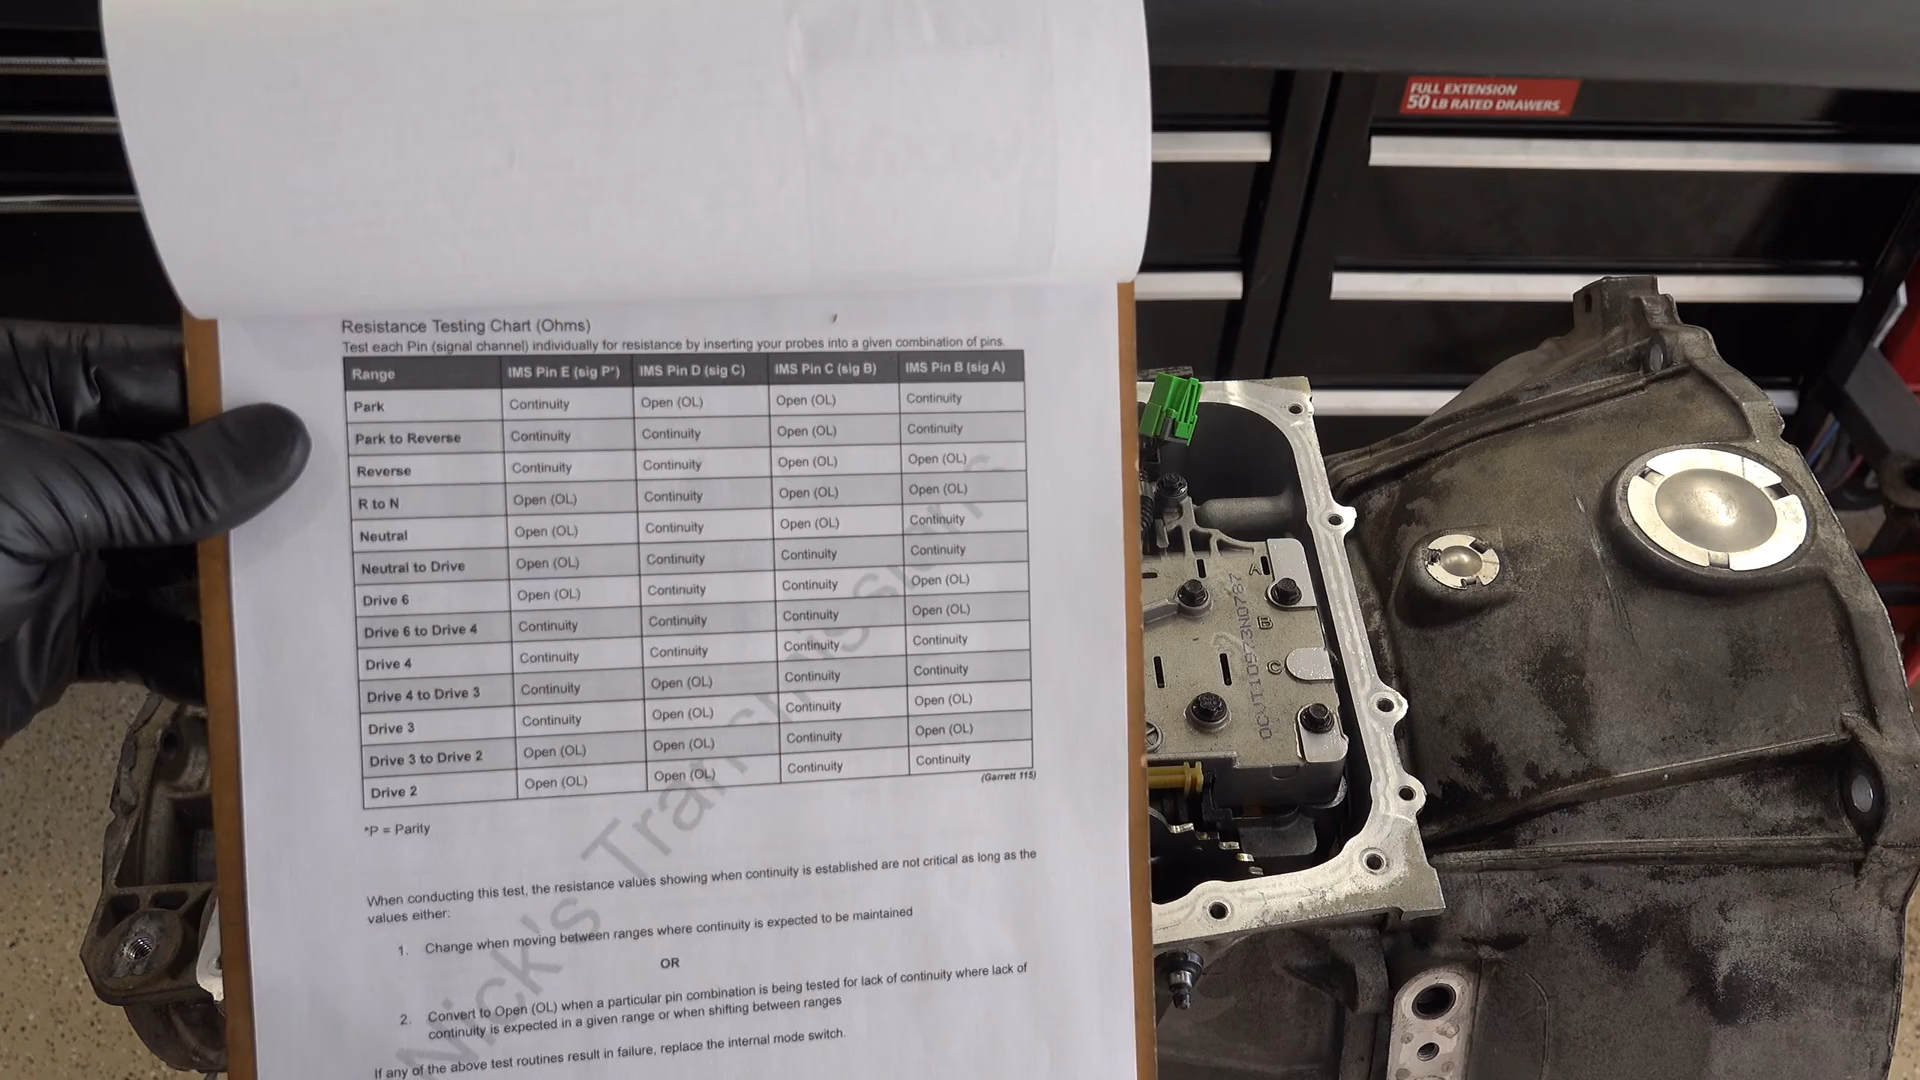 FULL EXTENSION
50 LB RATED DRAWERS
Resistance Testing Chart (Ohms)
Test each Pin (signal channel) individually for resistance by inserting your probes into a given combination of pins.
Range IMS Pin E (sig P*) IMS Pin D (sig C) IMS Pin C (sig B) IMS Pin B (sig A)
Park Continuity Open (OL) Open (OL) Continuity
Park to Reverse Continuity Continuity Open (OL) Continuity
Reverse Continuity Continuity Open (OL) Open (OL)
R to N Open (OL) Continuity Open (OL) Open (OL)
Neutral Open (OL) Continuity Open (OL) Continuity
Neutral to Drive Open (OL) Continuity Continuity Continuity
Drive 6 Open (OL) Continuity Continuity Open (OL)
Drive 6 to Drive 4 Continuity Continuity Continuity Open (OL)
Drive 4 Continuity Continuity Continuity Continuity
Drive 4 to Drive 3 Continuity Open (OL) Continuity Continuity
Drive 3 Continuity Open (OL) Continuity Open (OL)
Drive 3 to Drive 2 Open (OL) Open (OL) Continuity Open (OL)
Drive 2 Open (OL) Open (OL) Continuity Continuity
(Garrett 115)
*P = Parity
When conducting this test, the resistance values showing when continuity is established are not critical as long as the
values either:
1. Change when moving between ranges where continuity is expected to be maintained
OR
2. Convert to Open (OL) when a particular pin combination is being tested for lack of continuity where lack of
continuity is expected in a given range or when shifting between ranges
If any of the above test routines result in failure, replace the internal mode switch.
Nick's Transmissions